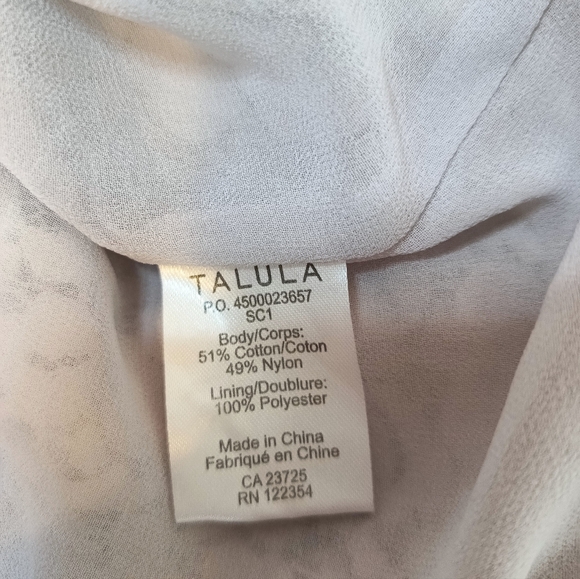 TALULA
P.O. 4500023657
SC1
Body/Corps:
51% Cotton/Coton
49% Nylon
Lining/Doublure:
100% Polyester
Made in China
Fabriqué en Chine
CA 23725
RN 122354